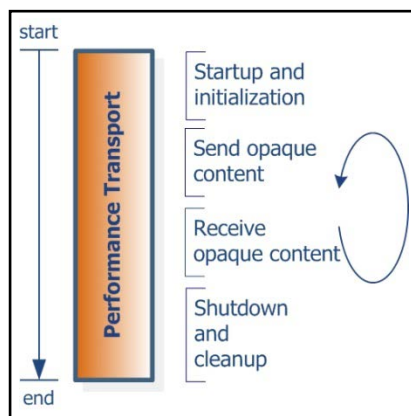 start
Performance Transport
Startup and
initialization
Send opaque
content
Receive
opaque content
Shutdown
and
cleanup
end